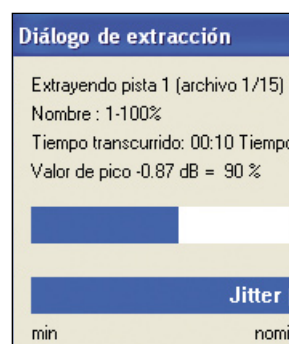 Diálogo de extracción
Extrayendo pista 1 (archivo 1/15)
Nombre : 1-100%
Tiempo transcurrido: 00:10 Tiempo
Valor de pico -0.87 dB = 90 %
Jitter
min nomi